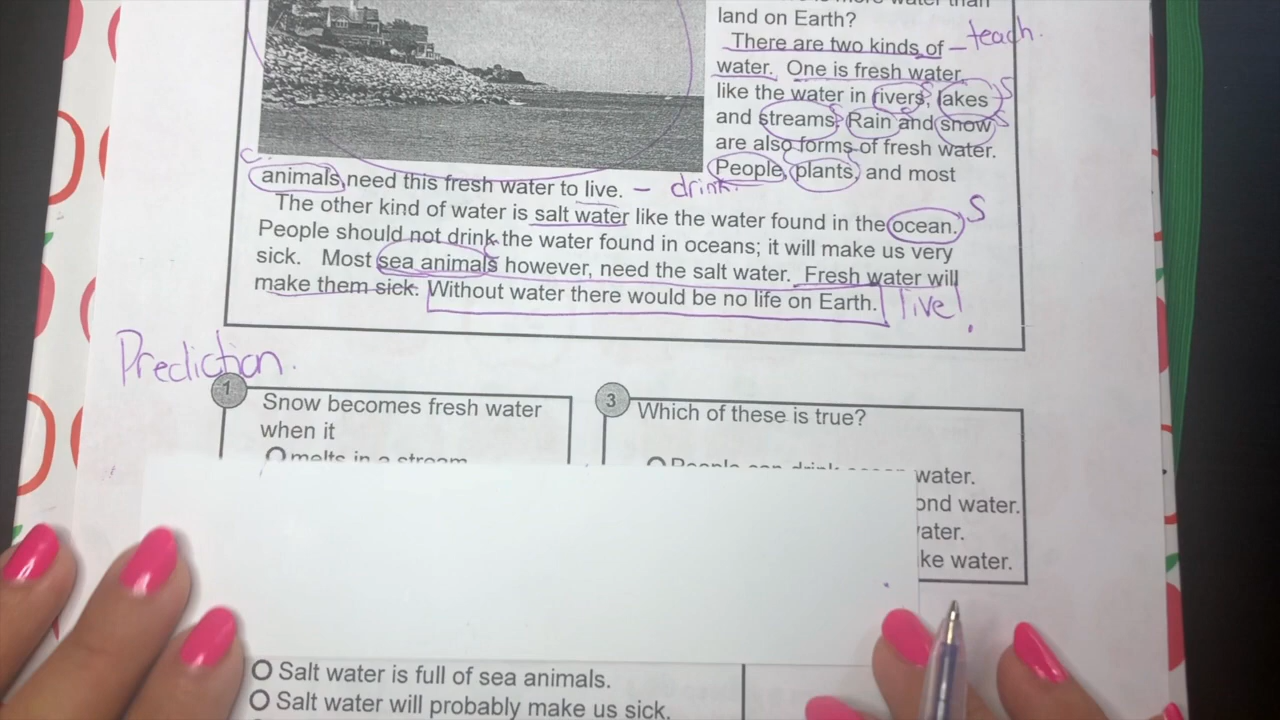 land on Earth?
There are two kinds of - teach.
water. One is fresh water,
like the water in rivers, lakes S
and streams. Rain and snow
are also forms of fresh water.
People, plants, and most
animals need this fresh water to live. - drink.
The other kind of water is salt water like the water found in the ocean. S
People should not drink the water found in oceans; it will make us very
sick. Most sea animals however, need the salt water. Fresh water will
make them sick. Without water there would be no life on Earth. live!
Prediction.
1
Snow becomes fresh water
when it
melts in a stream
3
Which of these is true?
water.
ond water.
ater.
ke water.
Salt water is full of sea animals.
Salt water will probably make us sick.